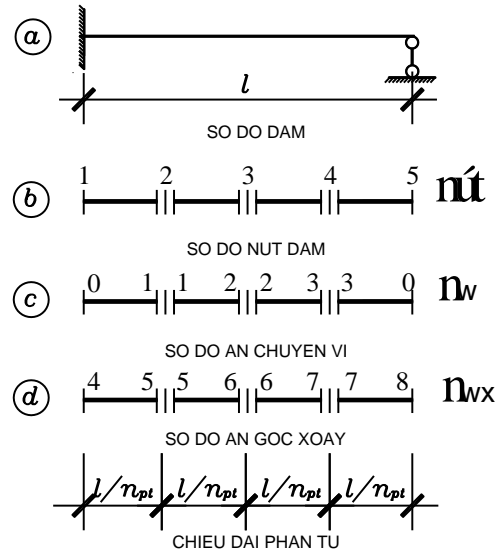 a
l
SO DO DAM
b 1 2 3 4 5 nút
SO DO NUT DAM
c 0 1 1 2 2 3 3 0 nw
SO DO AN CHUYEN VI
d 4 5 5 6 6 7 7 8 nwx
SO DO AN GOC XOAY
l/npt l/npt l/npt l/npt
CHIEU DAI PHAN TU